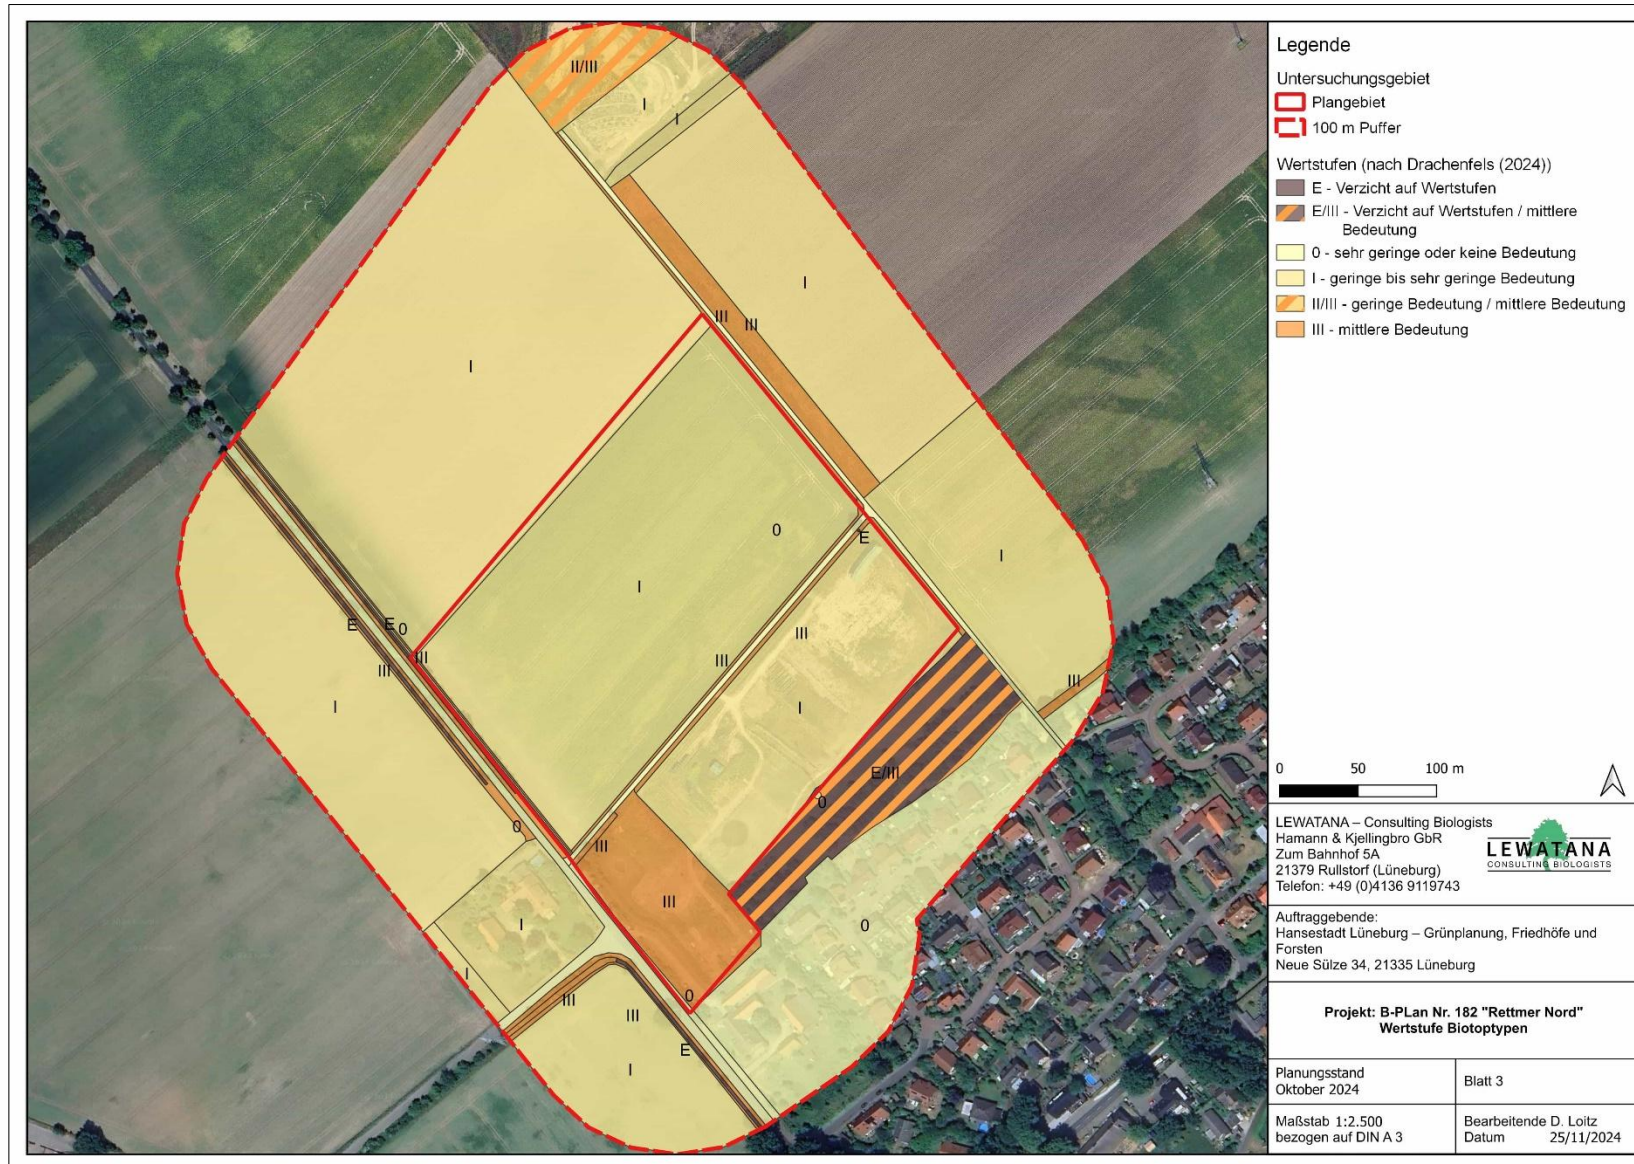 II/III
I
I
I
III
III
I
0
I
E
I
E
E
0
III
III
III
III
III
I
I
E/III
0
0
III
III
I
0
I
0
III
III
E
I
Legende
Untersuchungsgebiet
Plangebiet
100 m Puffer
Wertstufen (nach Drachenfels (2024))
E - Verzicht auf Wertstufen
E/III - Verzicht auf Wertstufen / mittlere
Bedeutung
0 - sehr geringe oder keine Bedeutung
I - geringe bis sehr geringe Bedeutung
II/III - geringe Bedeutung / mittlere Bedeutung
III - mittlere Bedeutung
0 50 100 m
LEWATANA – Consulting Biologists
Hamann & Kjellingbro GbR
Zum Bahnhof 5A
21379 Rullstorf (Lüneburg)
Telefon: +49 (0)4136 9119743
LEWATANA
CONSULTING BIOLOGISTS
Auftraggebende:
Hansestadt Lüneburg – Grünplanung, Friedhöfe und
Forsten
Neue Sülze 34, 21335 Lüneburg
Projekt: B-PLan Nr. 182 "Rettmer Nord"
Wertstufe Biotoptypen
Planungsstand
Oktober 2024
Blatt 3
Maßstab 1:2.500
bezogen auf DIN A 3
Bearbeitende D. Loitz
Datum 25/11/2024